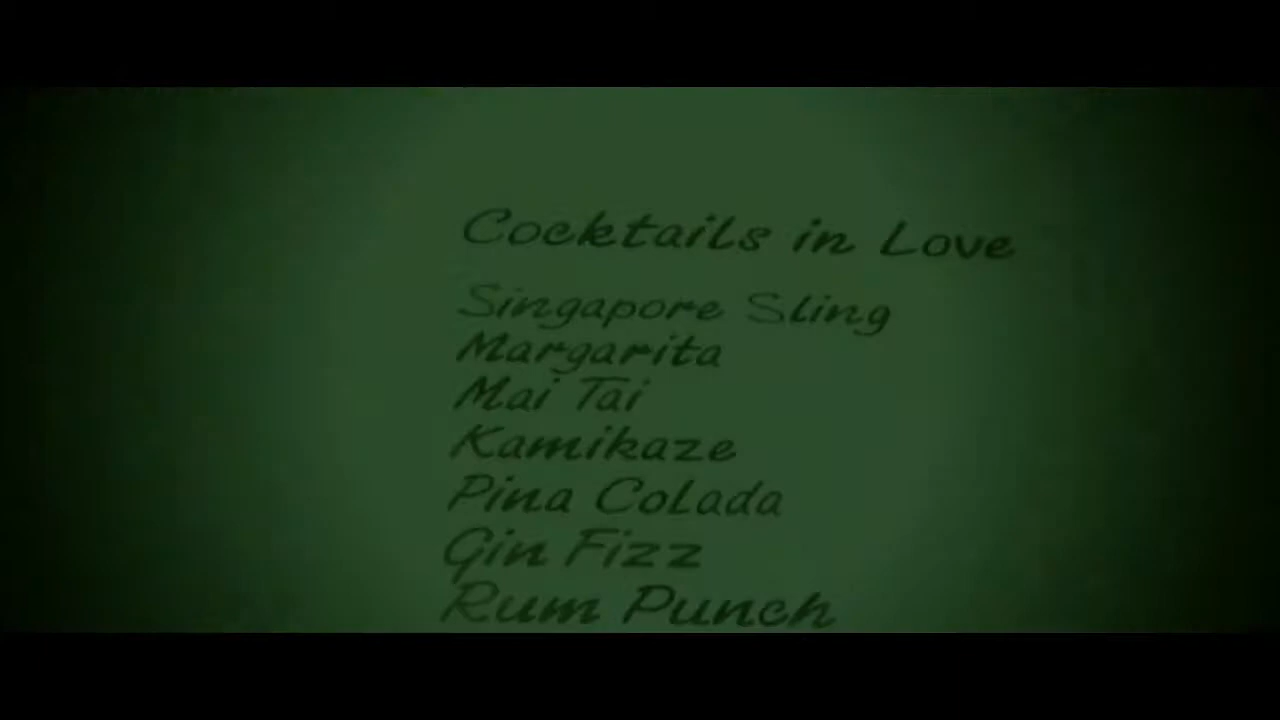 Cocktails in Love
Singapore Sling
Margarita
Mai Tai
Kamikaze
Pina Colada
Gin Fizz
Rum Punch